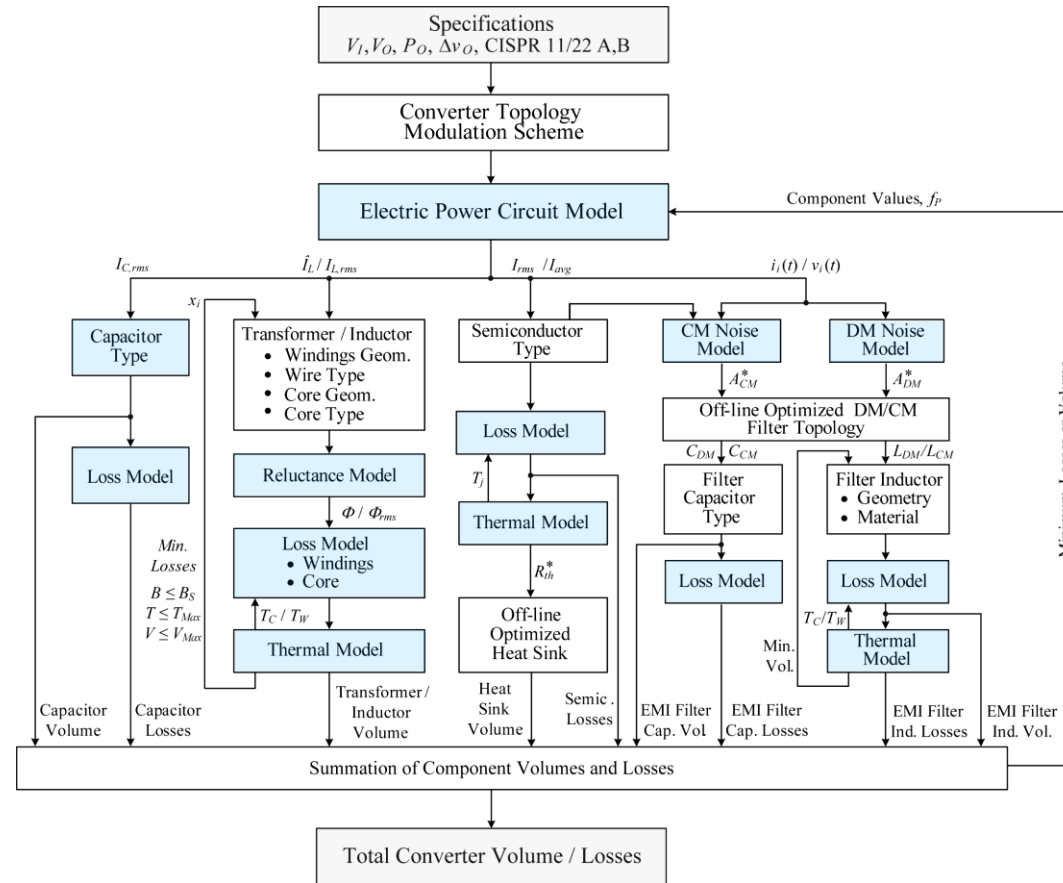 Specifications
V_I, V_O, P_O, Δv_O, CISPR 11/22 A,B
Converter Topology
Modulation Scheme
Electric Power Circuit Model
Component Values, f_P
I_C,rms
Î_L / I_L,rms
I_rms / I_avg
i_i(t) / v_i(t)
x_i
Capacitor
Type
Transformer / Inductor
• Windings Geom.
• Wire Type
• Core Geom.
• Core Type
Semiconductor
Type
CM Noise
Model
DM Noise
Model
A*_CM
A*_DM
Off-line Optimized DM/CM
Filter Topology
Loss Model
Reluctance Model
Φ / Φ_rms
Loss Model
• Windings
• Core
T_C / T_W
Thermal Model
Min.
Losses
B ≤ B_S
T ≤ T_Max
V ≤ V_Max
Loss Model
T_j
Thermal Model
R*_th
Off-line
Optimized
Heat Sink
C_DM C_CM
L_DM/L_CM
Filter
Capacitor
Type
Filter Inductor
• Geometry
• Material
Loss Model
Loss Model
T_C/T_W
Thermal
Model
Min.
Vol.
Capacitor
Volume
Capacitor
Losses
Transformer /
Inductor
Volume
Heat
Sink
Volume
Semic.
Losses
EMI Filter
Cap. Vol.
EMI Filter
Cap. Losses
EMI Filter
Ind. Losses
EMI Filter
Ind. Vol.
Summation of Component Volumes and Losses
Total Converter Volume / Losses